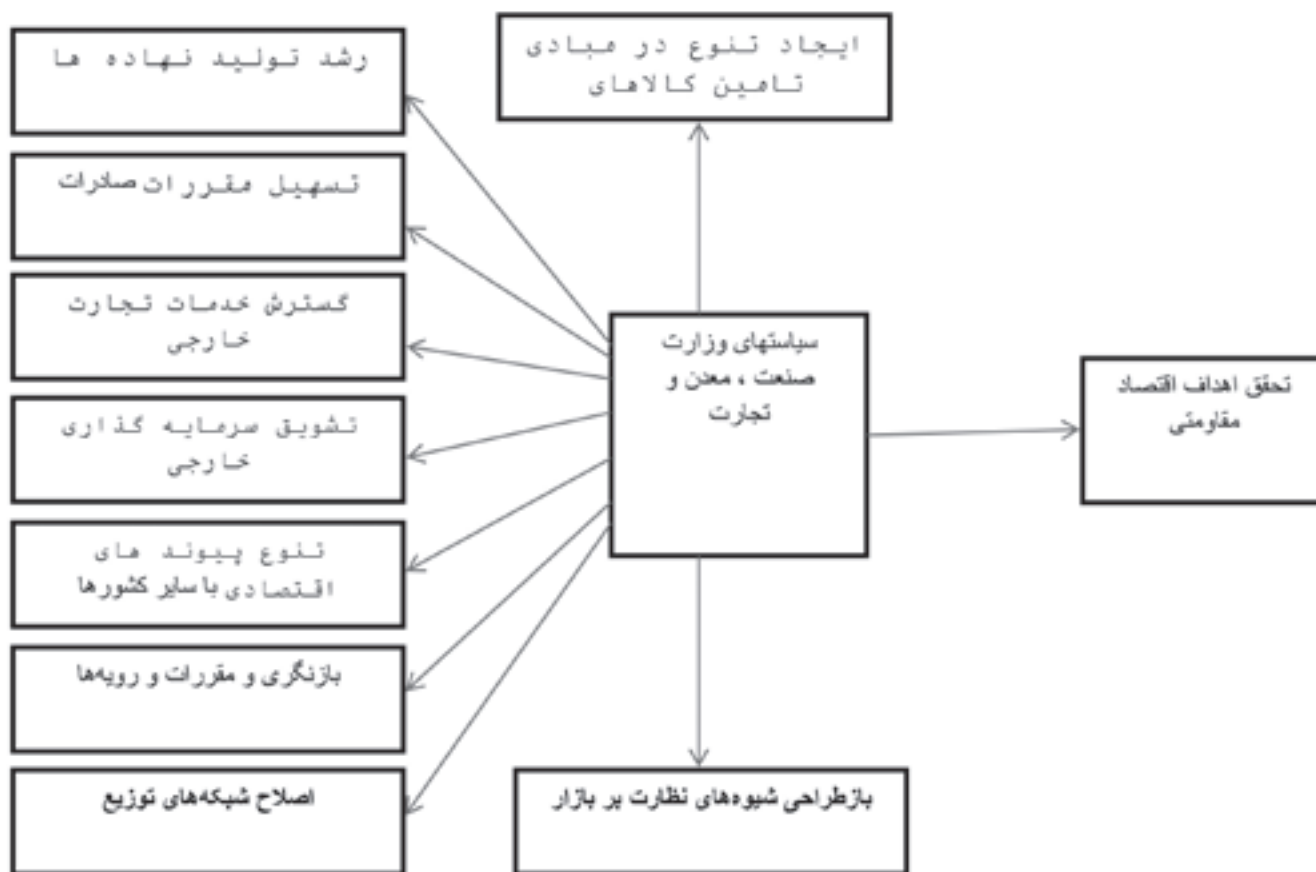 ایجاد تنوع در مبادی
تامین کالاهای
رشد تولید نهاده ها
تسهیل مقررات صادرات
گسترش خدمات تجارت
خارجی
تشویق سرمایه گذاری
خارجی
تنوع پیوند های
اقتصادی با سایر کشورها
بازنگری و مقررات و رویه‌ها
اصلاح شبکه‌های توزیع
سیاستهای وزارت
صنعت ، معدن و
تجارت
تحقق اهداف اقتصاد
مقاومتی
بازطراحی شیوه‌های نظارت بر بازار